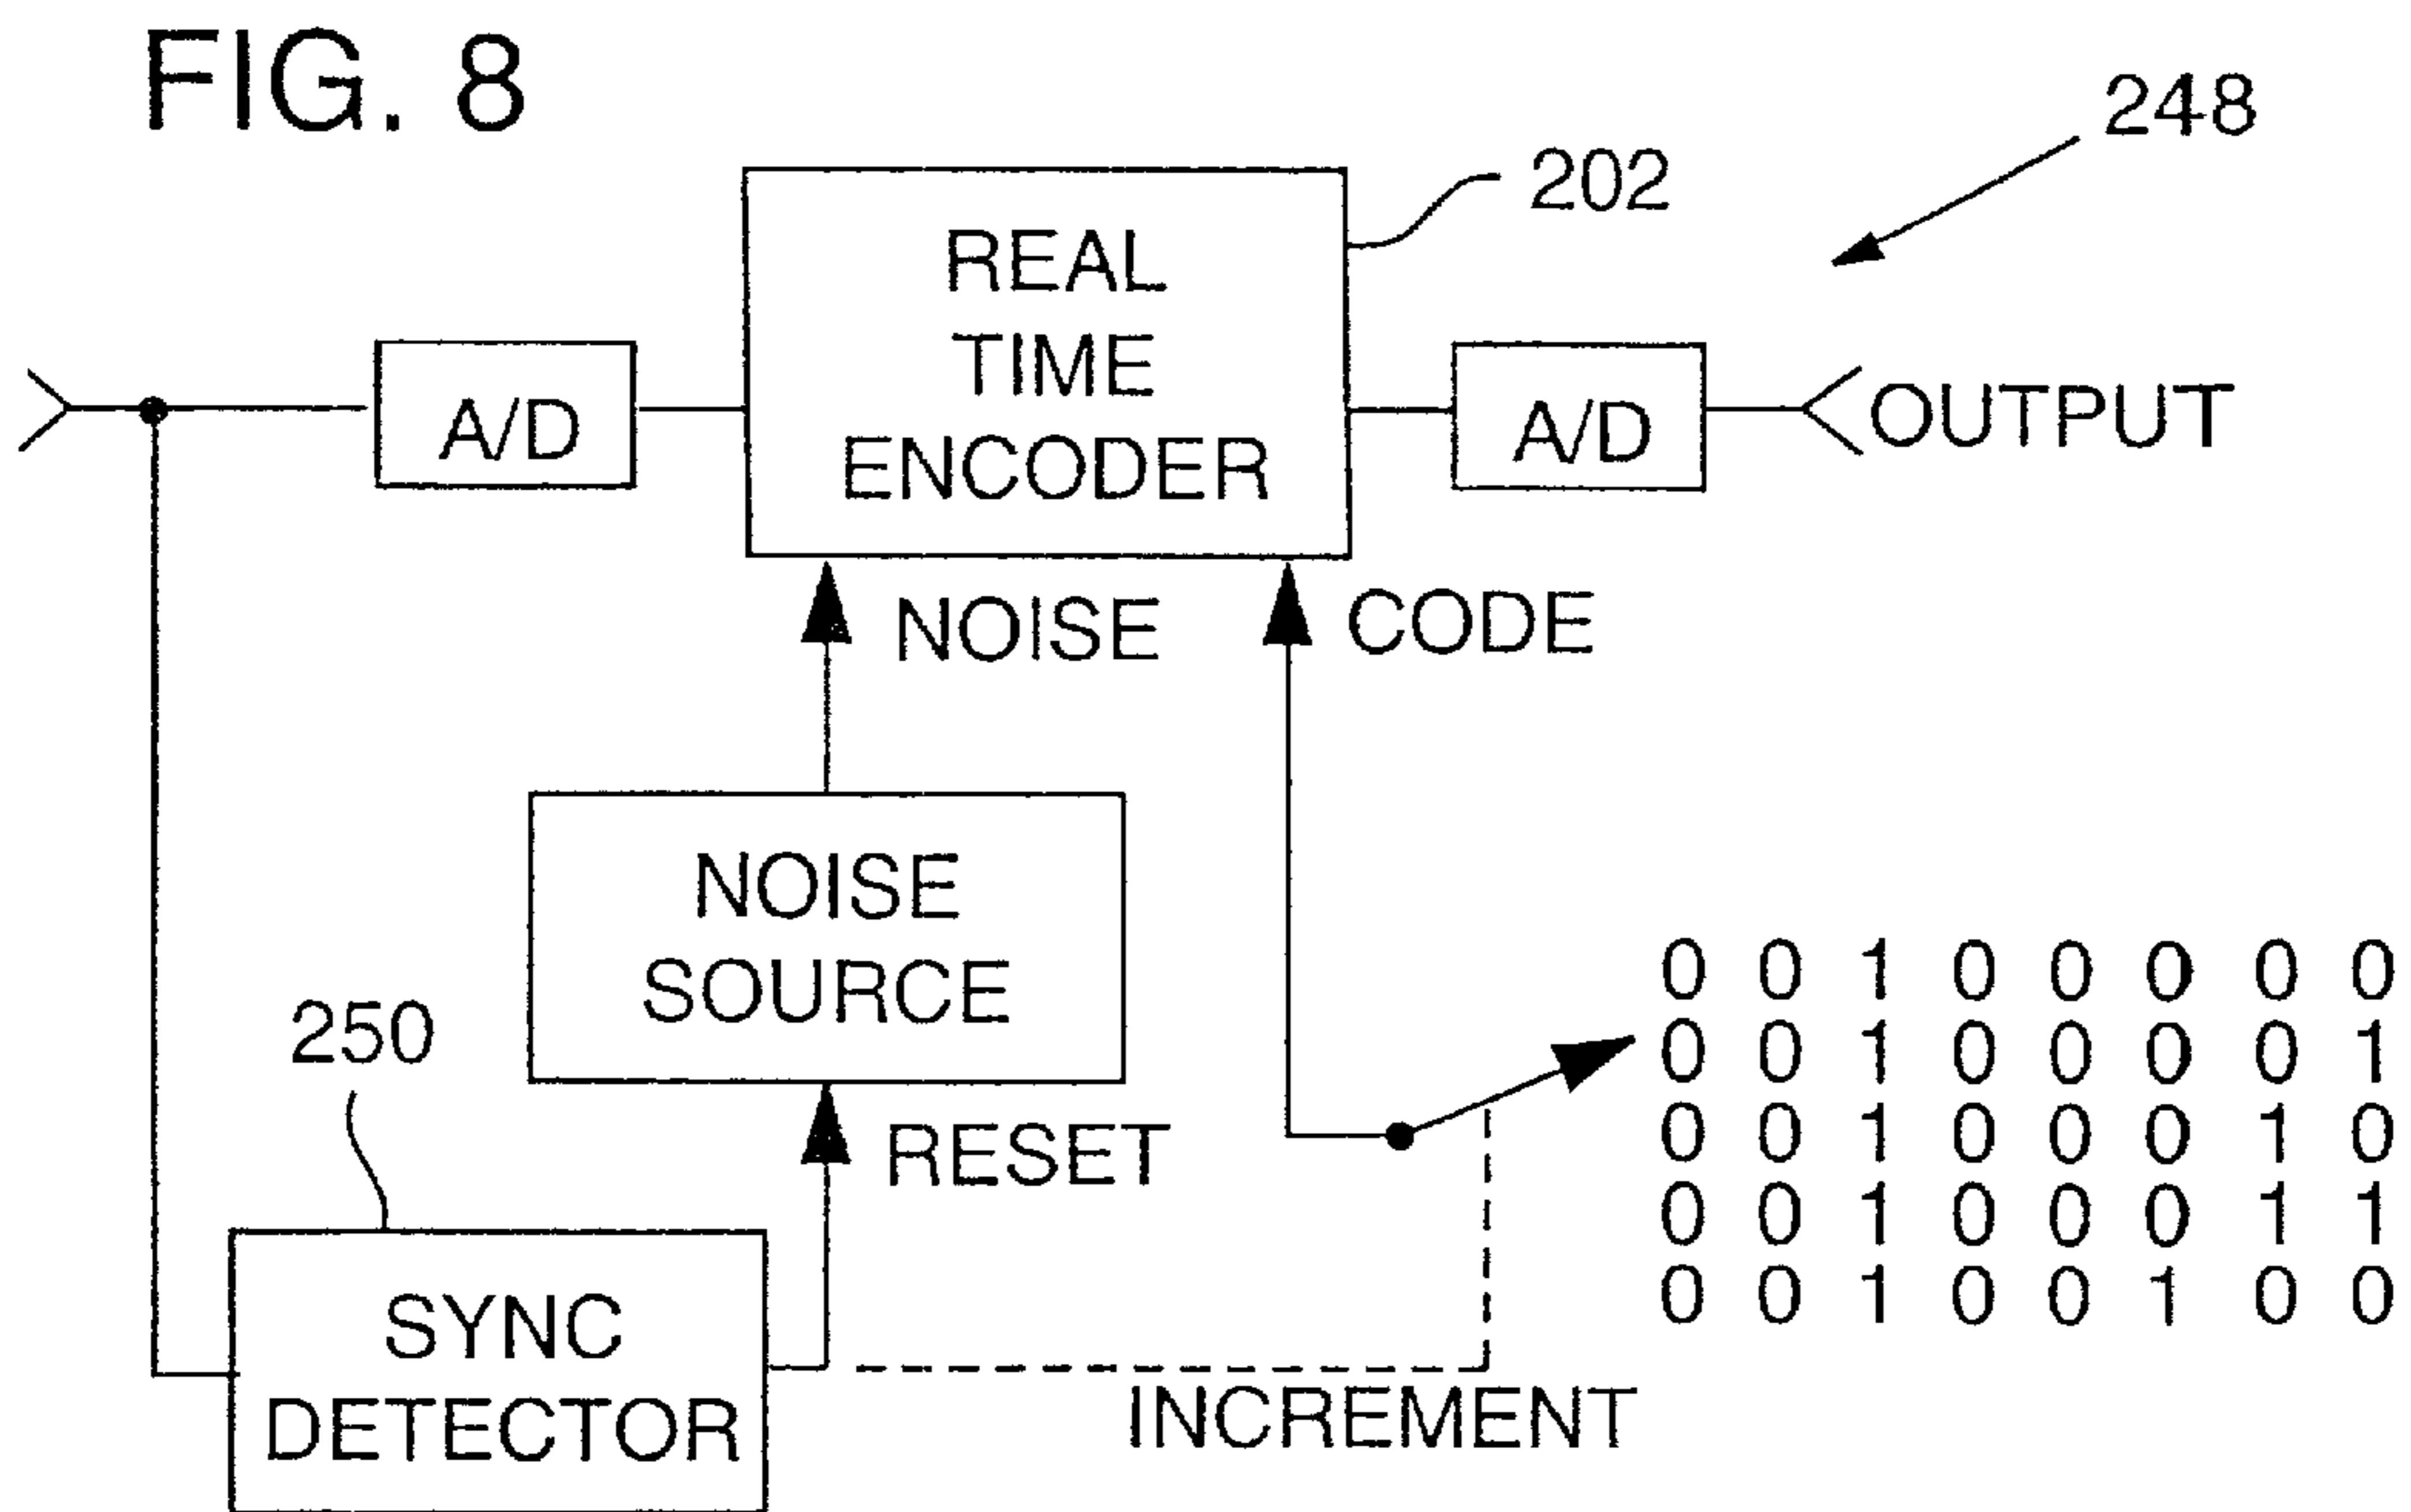 FIG. 8
248
202
REAL
TIME
ENCODER
A/D
A/D
OUTPUT
NOISE
CODE
NOISE
SOURCE
250
RESET
0 0 1 0 0 0 0 0
0 0 1 0 0 0 0 1
0 0 1 0 0 0 1 0
0 0 1 0 0 0 1 1
0 0 1 0 0 1 0 0
SYNC
DETECTOR
INCREMENT